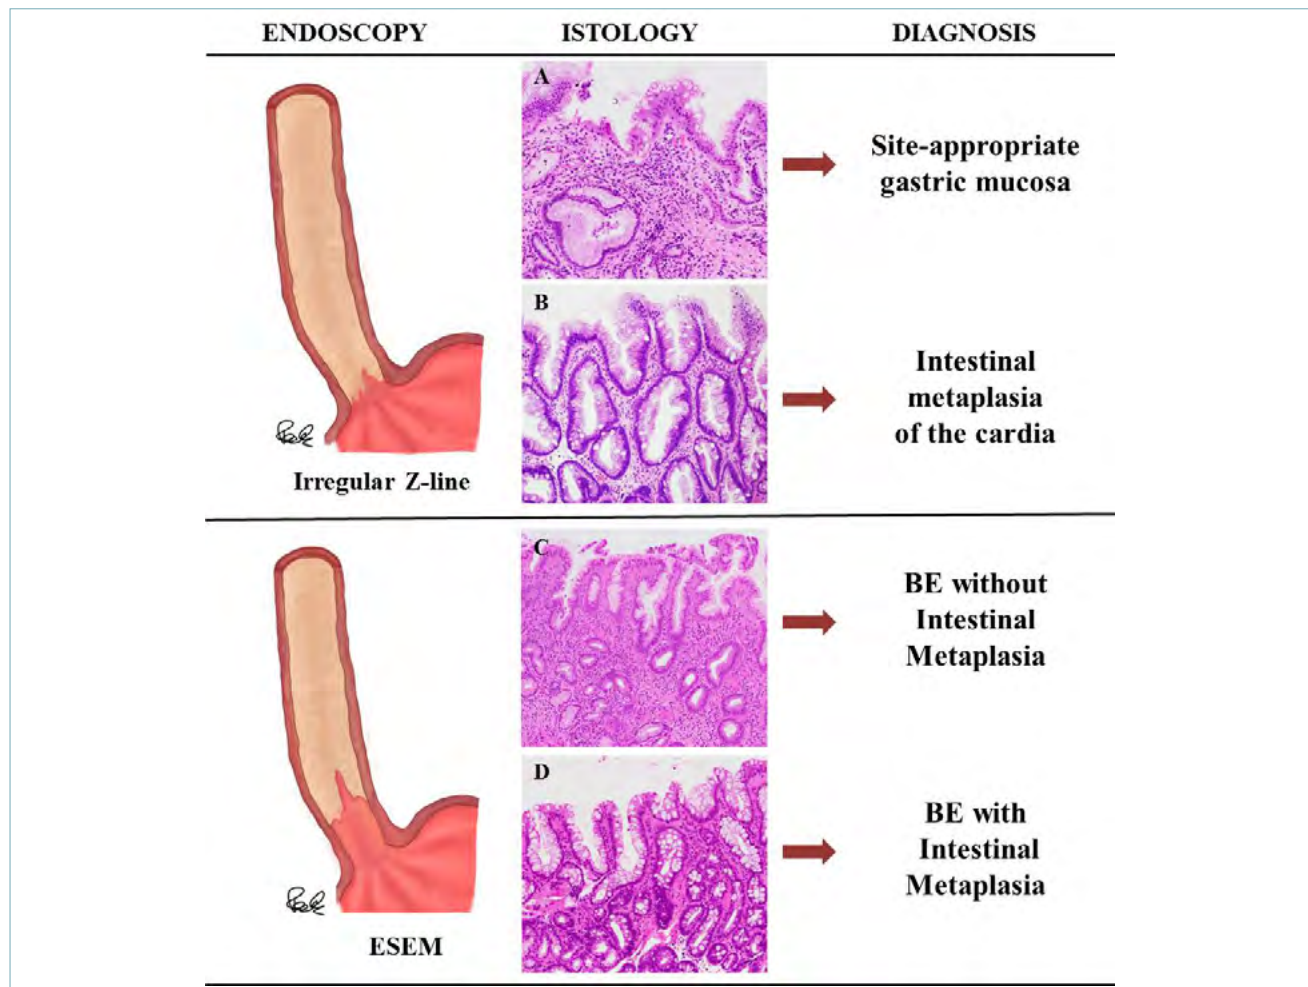 ENDOSCOPY ISTOLOGY DIAGNOSIS
A
Site-appropriate
gastric mucosa
B
Intestinal
metaplasia
of the cardia
Irregular Z-line
C
BE without
Intestinal
Metaplasia
D
BE with
Intestinal
Metaplasia
ESEM